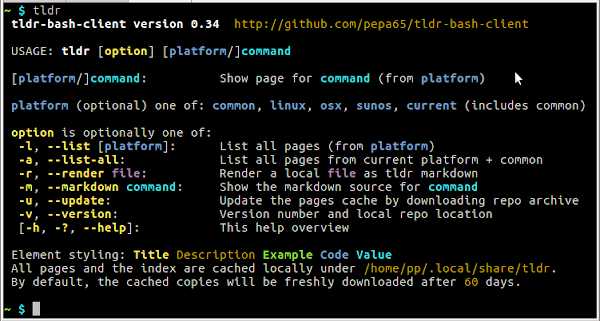 ~ $ tldr
tldr-bash-client version 0.34  http://github.com/pepa65/tldr-bash-client

USAGE: tldr [option] [platform/]command

[platform/]command:          Show page for command (from platform)

platform (optional) one of: common, linux, osx, sunos, current (includes common)

option is optionally one of:
 -l, --list [platform]:      List all pages (from platform)
 -a, --list-all:             List all pages from current platform + common
 -r, --render file:          Render a local file as tldr markdown
 -m, --markdown command:     Show the markdown source for command
 -u, --update:               Update the pages cache by downloading repo archive
 -v, --version:              Version number and local repo location
 [-h, -?, --help]:           This help overview

Element styling: Title Description Example Code Value
All pages and the index are cached locally under /home/pp/.local/share/tldr.
By default, the cached copies will be freshly downloaded after 60 days.

~ $